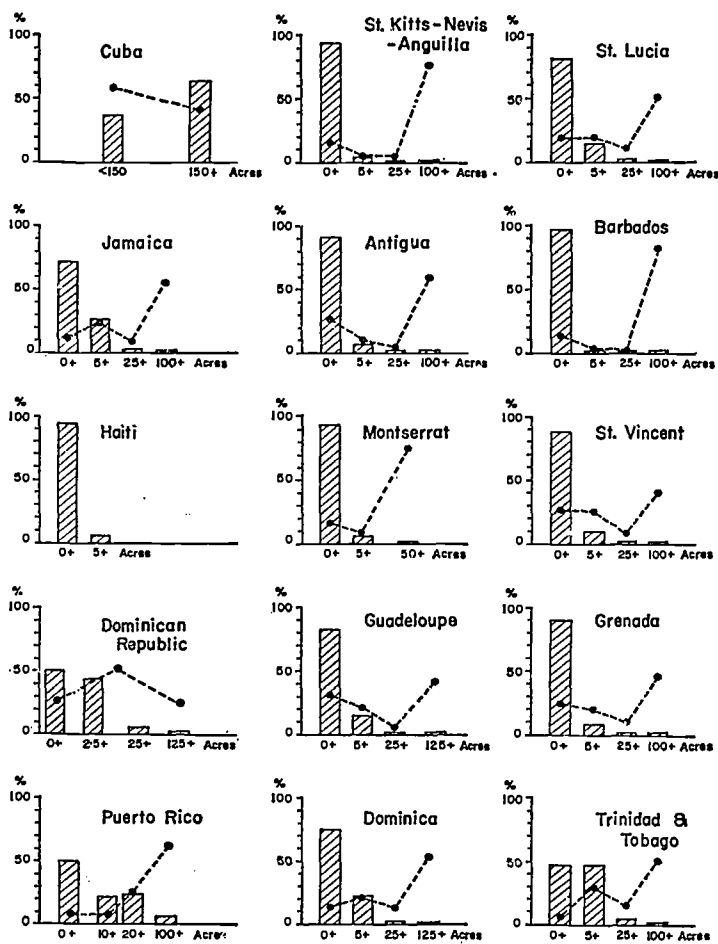 %
100
50
0
Cuba
<150 150+ Acres
%
100
50
0
St. Kitts-Nevis
-Anguilla
0+ 5+ 25+ 100+ Acres
%
100
50
0
St. Lucia
0+ 5+ 25+ 100+ Acres
100
50
0
Jamaica
0+ 5+ 25+ 100+ Acres
%
100
50
0
Antigua
0+ 5+ 25+ 100+ Acres
%
100
50
0
Barbados
0+ 5+ 25+ 100+ Acres
%
100
50
0
Haiti
0+ 5+ Acres
%
100
50
0
Montserrat
0+ 5+ 50+ Acres
%
100
50
0
St. Vincent
0+ 5+ 25+ 100+ Acres
%
100
50
0
Dominican
Republic
0+ 2·5+ 25+ 125+ Acres
%
100
50
0
Guadeloupe
0+ 5+ 25+ 125+ Acres
%
100
50
0
Grenada
0+ 5+ 25+ 100+ Acres
%
100
50
0
Puerto Rico
0+ 10+ 20+ 100+ Acres
%
100
50
0
Dominica
0+ 5+ 25+ 125+ Acres
%
100
50
0
Trinidad &
Tobago
0+ 5+ 25+ 100+ Acres